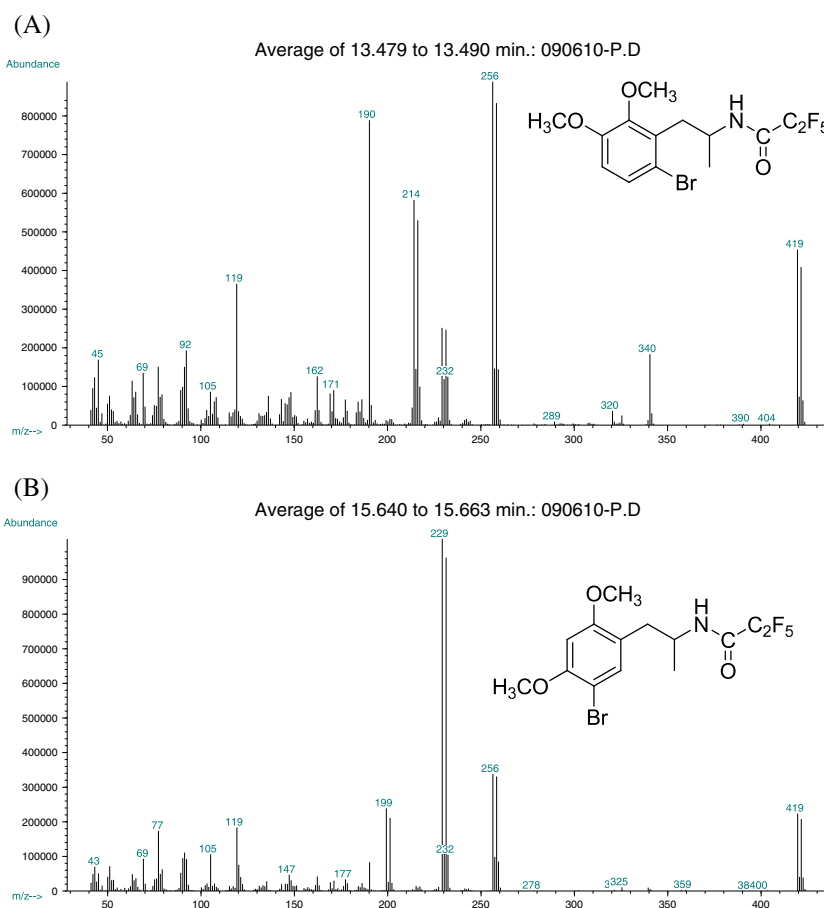 (A)
Average of 13.479 to 13.490 min.: 090610-P.D
Abundance
256
800000
190
700000
600000
214
500000
419
400000
119
300000
232
200000
92
45
340
69
162
100000
105
171
320
289
390
404
0
m/z-->
50
100
150
200
250
300
350
400
OCH3
H3CO
H
N
C
C2F5
O
Br
(B)
Average of 15.640 to 15.663 min.: 090610-P.D
Abundance
229
900000
800000
700000
600000
500000
400000
256
300000
199
419
200000
77
119
232
100000
43
69
105
147
177
278
325
359
38400
0
m/z-->
50
100
150
200
250
300
350
400
OCH3
H
N
C
C2F5
O
H3CO
Br